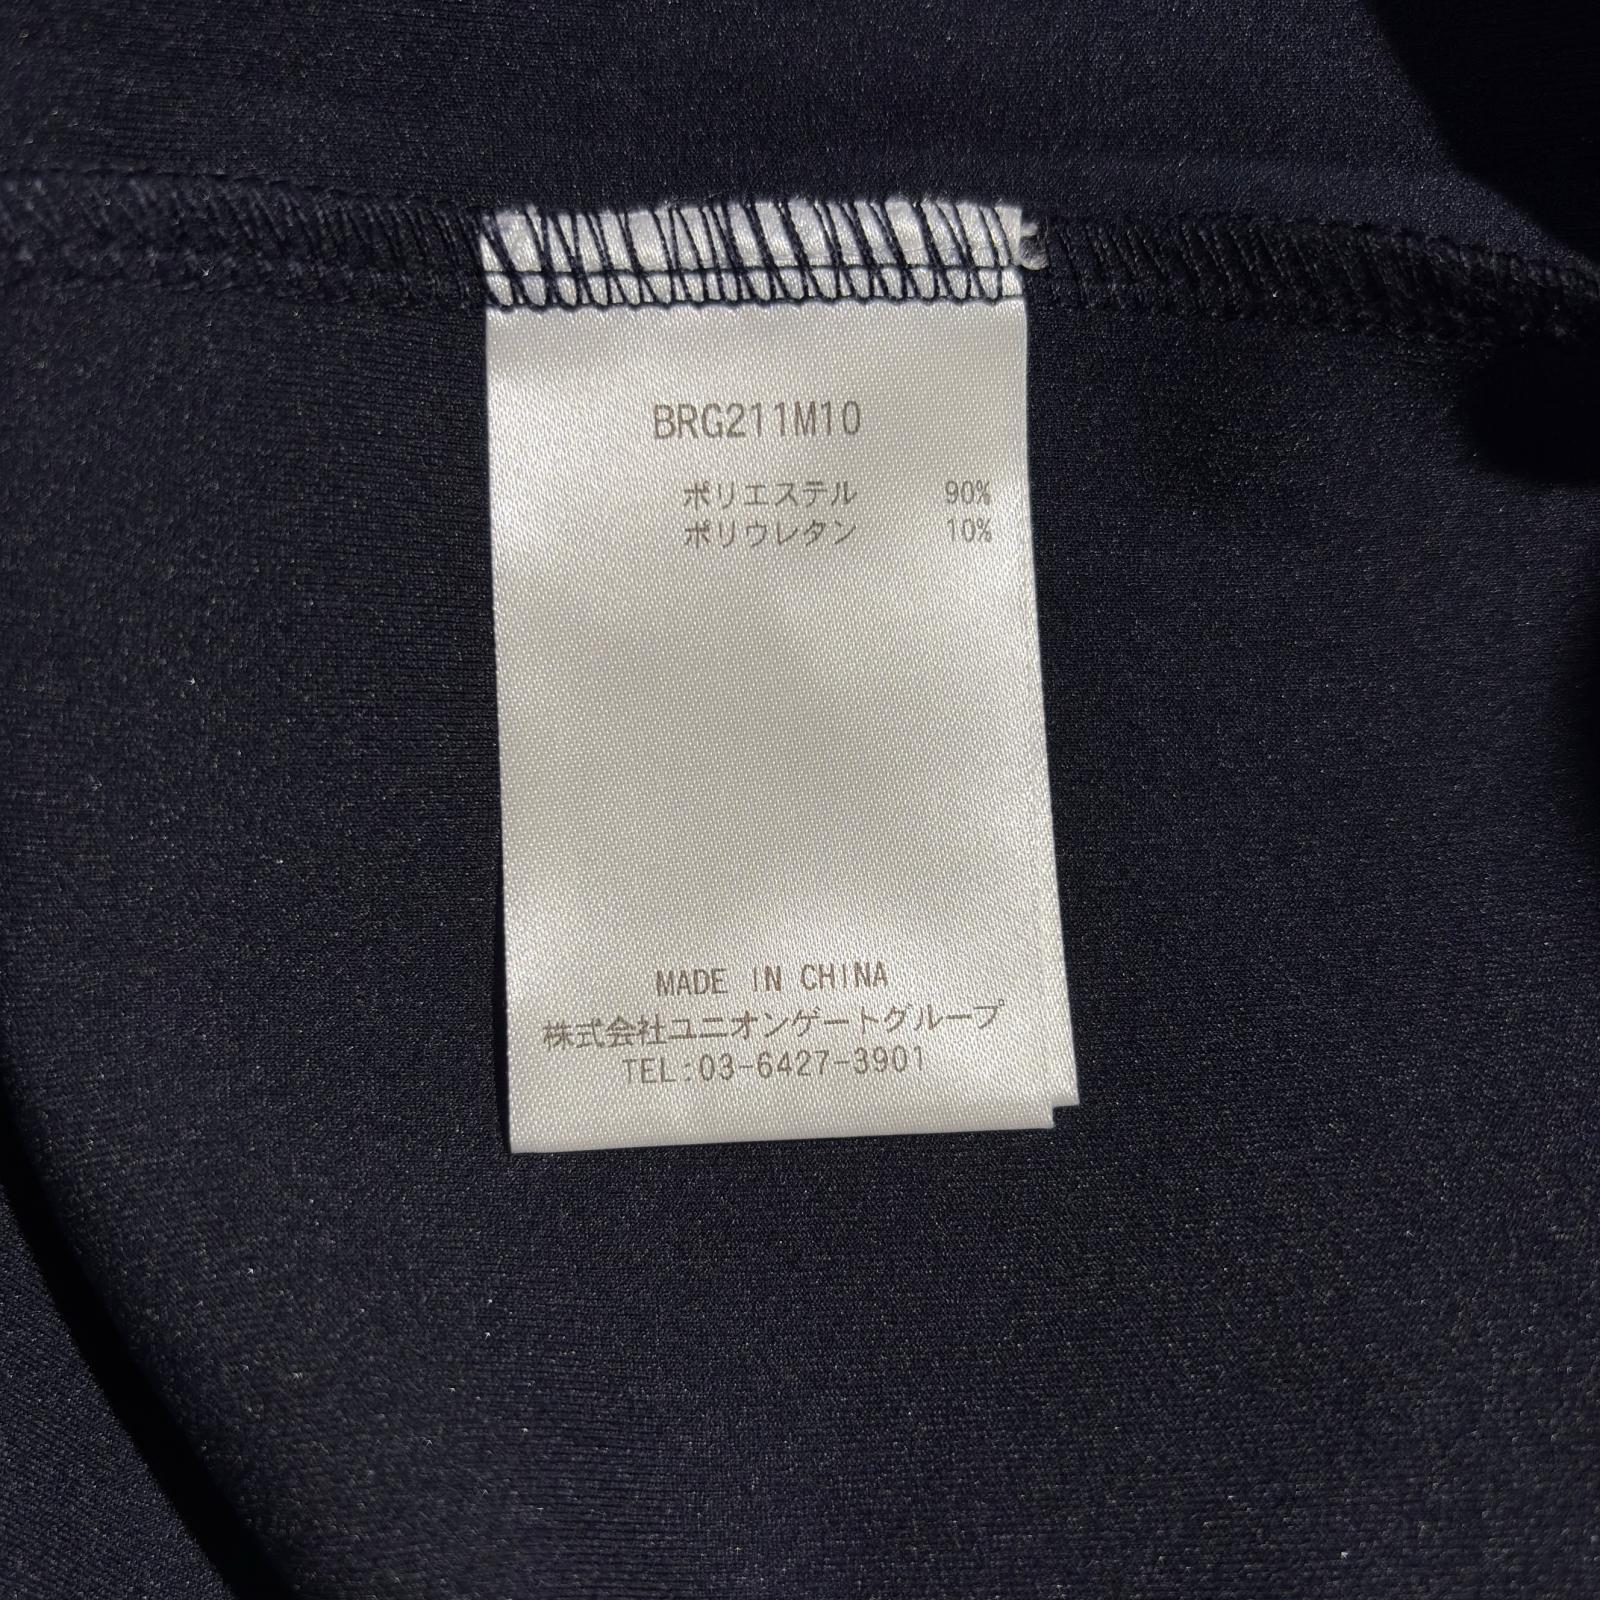 BRG211M10
ポリエステル 90%
ポリウレタン 10%
MADE IN CHINA
株式会社ユニオンゲートグループ
TEL:03-6427-3901